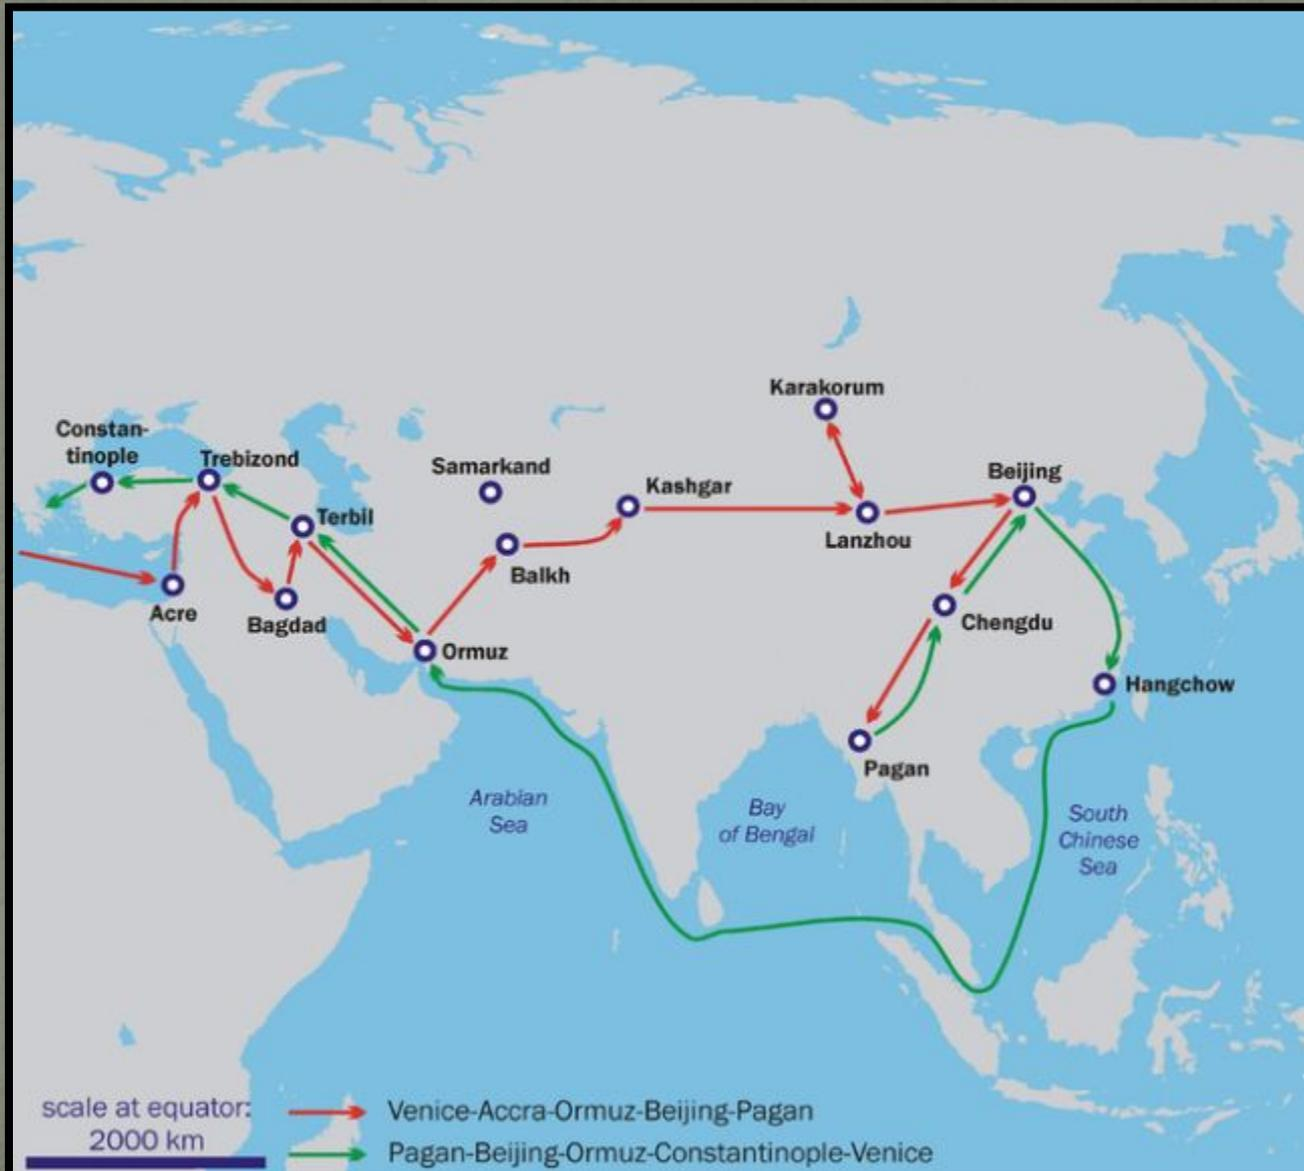 Karakorum
Constan-
tinople
Trebizond
Samarkand
Kashgar
Beijing
Terbil
Lanzhou
Balkh
Acre
Bagdad
Chengdu
Ormuz
Hangchow
Pagan
Arabian
Sea
Bay
of Bengal
South
Chinese
Sea
scale at equator:
2000 km
Venice-Accra-Ormuz-Beijing-Pagan
Pagan-Beijing-Ormuz-Constantinople-Venice